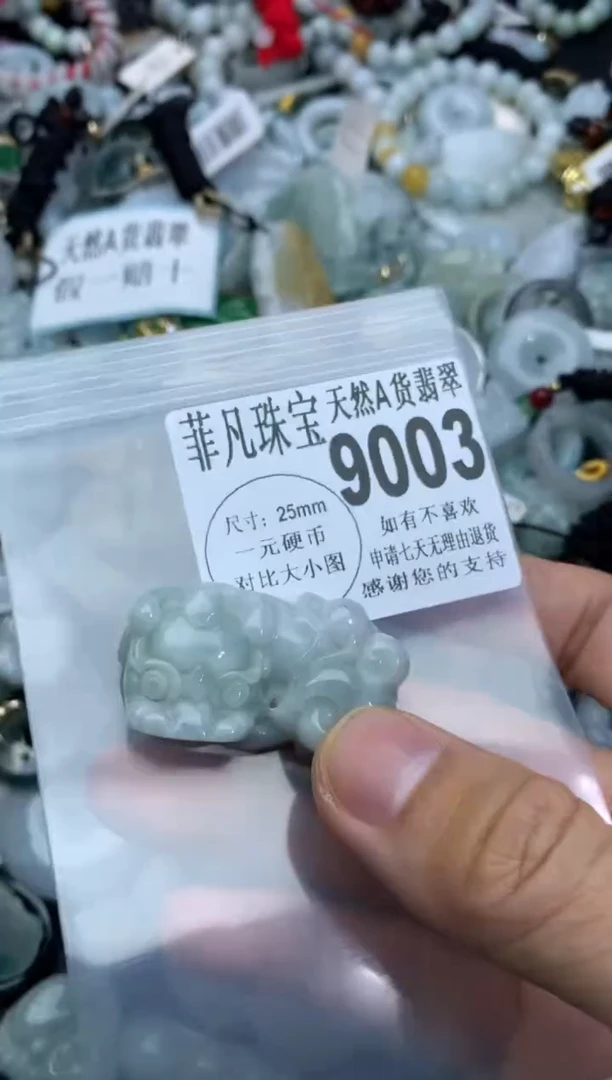 天然A货翡翠
假一赔十
菲凡珠宝 天然A货翡翠
9003
尺寸：25mm
一元硬币
对比大小图
如有不喜欢
申请七天无理由退货
感谢您的支持